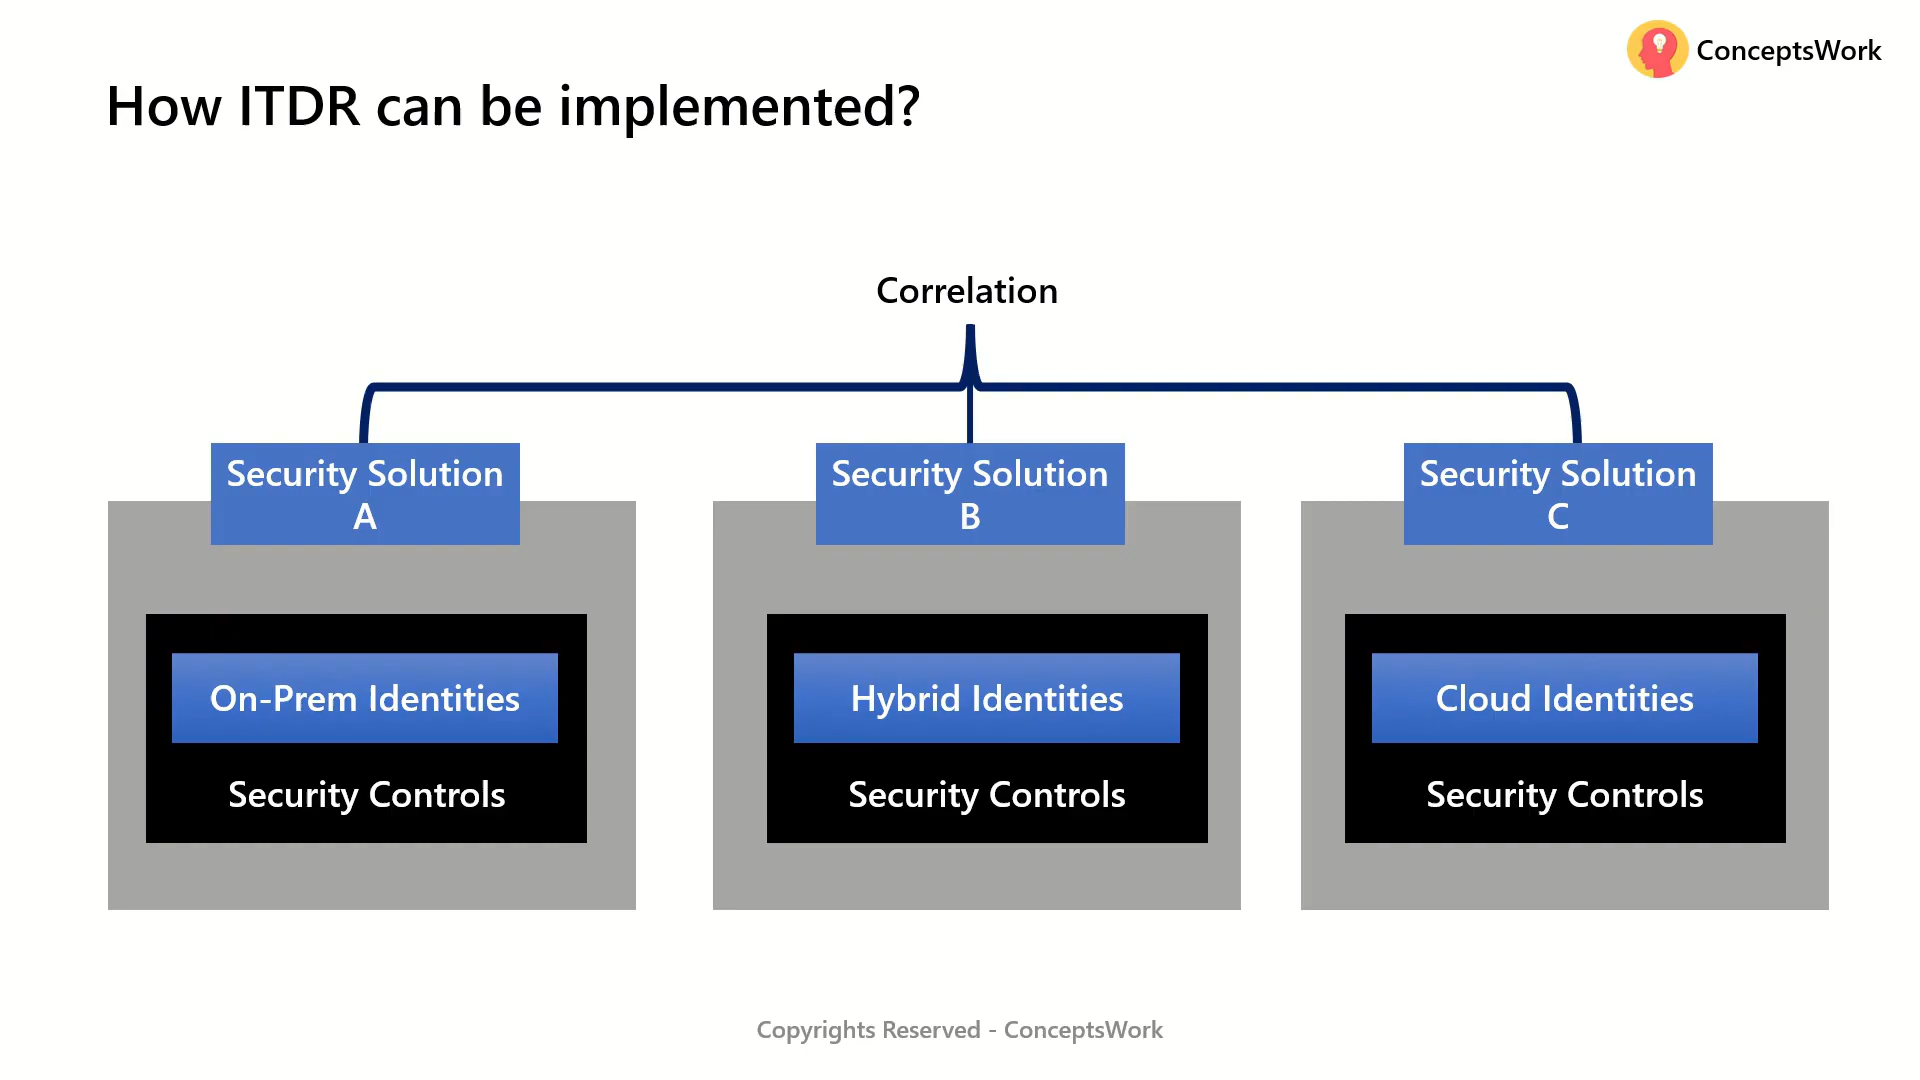 ConceptsWork
How ITDR can be implemented?
Correlation
Security Solution
A
Security Solution
B
Security Solution
C
On-Prem Identities
Security Controls
Hybrid Identities
Security Controls
Cloud Identities
Security Controls
Copyrights Reserved - ConceptsWork